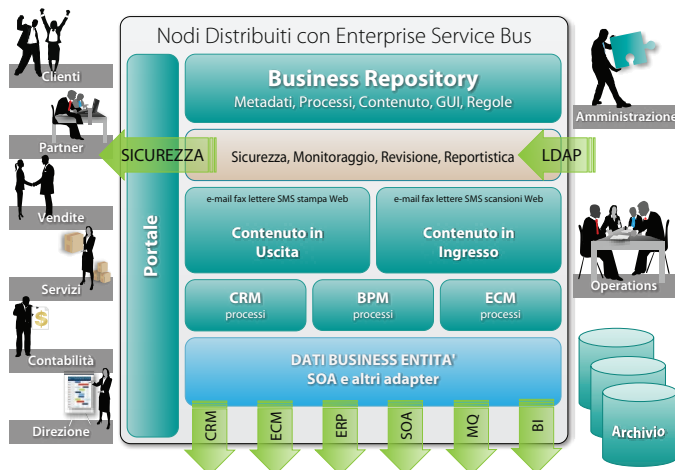 Nodi Distribuiti con Enterprise Service Bus
Clienti
Partner
Vendite
Servizi
Contabilità
Direzione
Portale
Business Repository
Metadati, Processi, Contenuto, GUI, Regole
SICUREZZA
Sicurezza, Monitoraggio, Revisione, Reportistica
LDAP
e-mail fax lettere SMS stampa Web
Contenuto in
Uscita
e-mail fax lettere SMS scansioni Web
Contenuto in
Ingresso
CRM
processi
BPM
processi
ECM
processi
DATI BUSINESS ENTITA'
SOA e altri adapter
CRM
ECM
ERP
SOA
MQ
BI
Amministrazione
Operations
Archivio